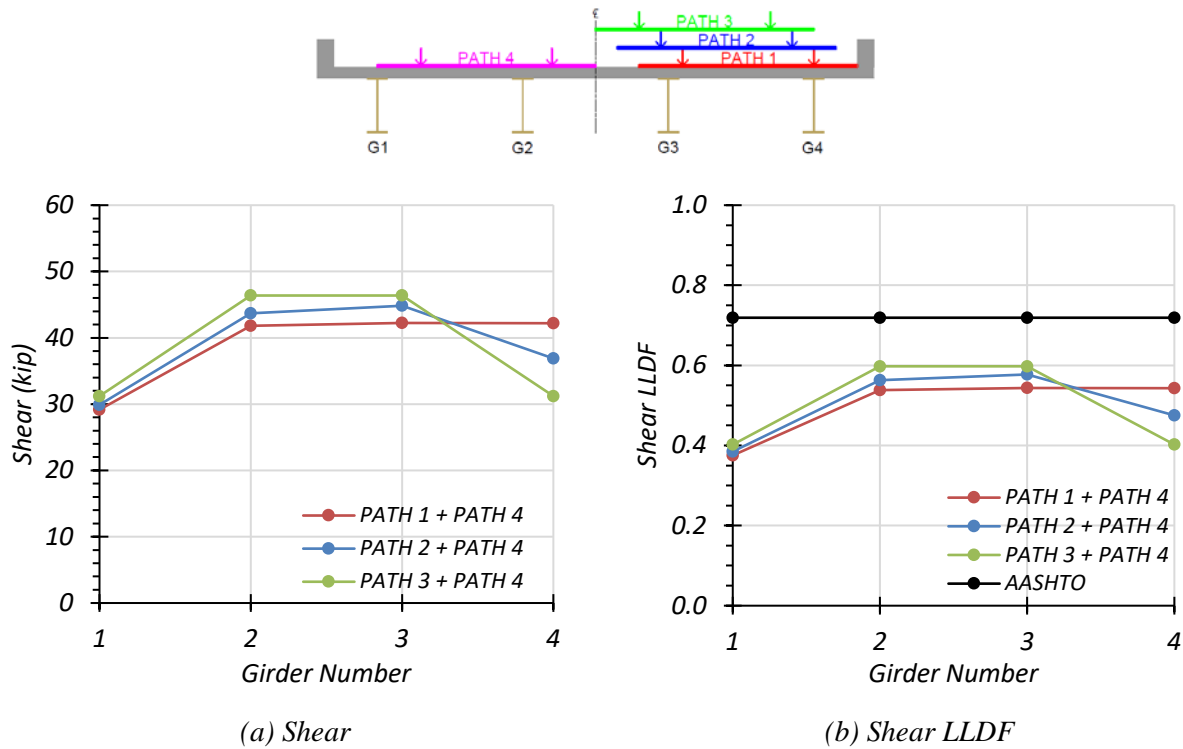 ℄
PATH 3
PATH 2
PATH 4
PATH 1
G1
G2
G3
G4
60
50
40
30
20
10
0
Shear (kip)
PATH 1 + PATH 4
PATH 2 + PATH 4
PATH 3 + PATH 4
1
2
3
4
Girder Number
(a) Shear
1.0
0.8
0.6
0.4
0.2
0.0
Shear LLDF
PATH 1 + PATH 4
PATH 2 + PATH 4
PATH 3 + PATH 4
AASHTO
1
2
3
4
Girder Number
(b) Shear LLDF